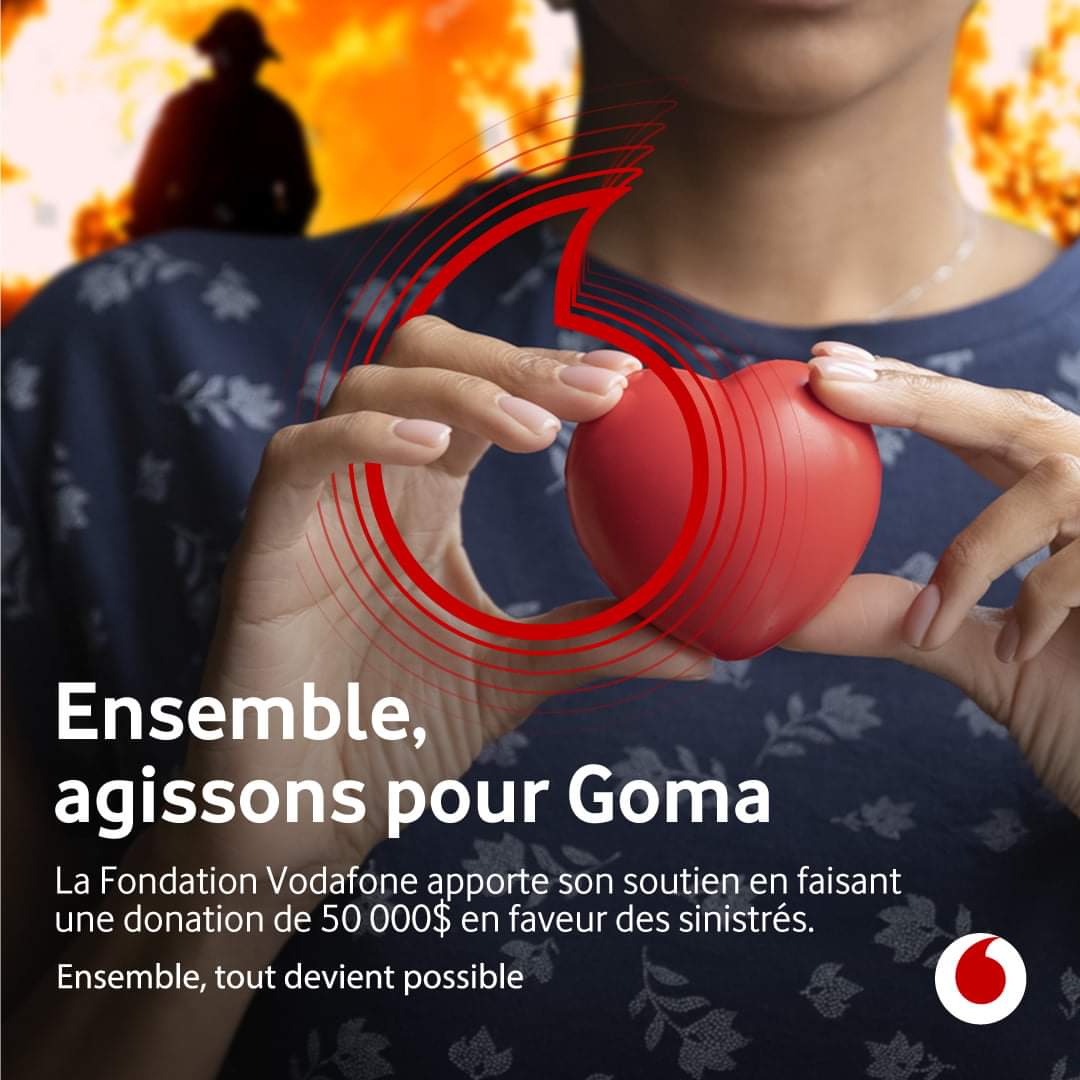 Ensemble,
agissons pour Goma
La Fondation Vodafone apporte son soutien en faisant
une donation de 50 000$ en faveur des sinistrés.
Ensemble, tout devient possible